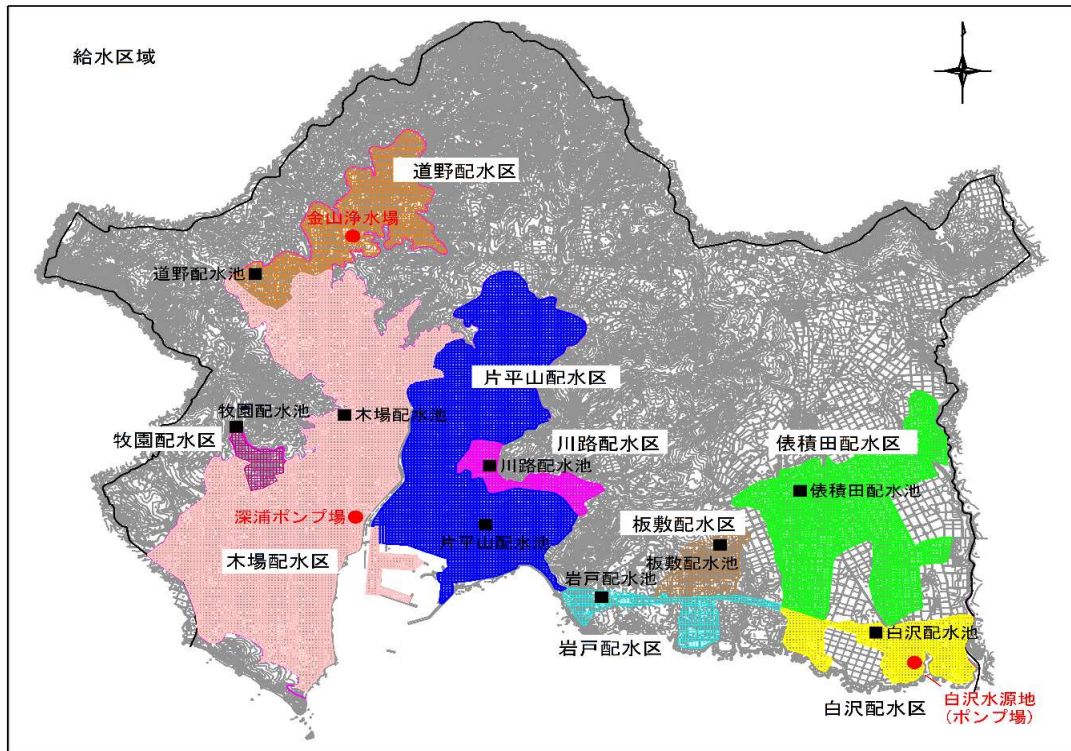 給水区域
道野配水区
金山浄水場
道野配水池
片平山配水区
牧園配水池
木場配水池
牧園配水区
川路配水区
俵積田配水区
川路配水池
俵積田配水池
深浦ポンプ場
片平山配水池
板敷配水区
木場配水区
板敷配水池
岩戸配水池
岩戸配水区
白沢配水池
白沢配水区
白沢水源地
(ポンプ場)